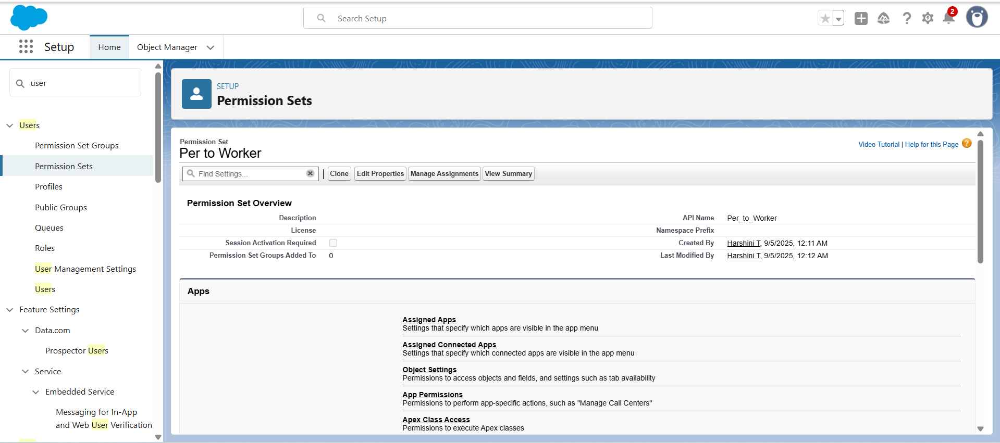 Search Setup
2
Setup
Home
Object Manager
user
Users
Permission Set Groups
Permission Sets
Profiles
Public Groups
Queues
Roles
User Management Settings
Users
Feature Settings
Data.com
Prospector Users
Service
Embedded Service
Messaging for In-App
and Web User Verification
SETUP
Permission Sets
Permission Set
Per to Worker
Video Tutorial | Help for this Page ?
Find Settings...
Clone
Edit Properties
Manage Assignments
View Summary
Permission Set Overview
Description
API Name Per_to_Worker
License
Namespace Prefix
Session Activation Required
Created By Harshini T, 9/5/2025, 12:11 AM
Permission Set Groups Added To 0
Last Modified By Harshini T, 9/5/2025, 12:12 AM
Apps
Assigned Apps
Settings that specify which apps are visible in the app menu
Assigned Connected Apps
Settings that specify which connected apps are visible in the app menu
Object Settings
Permissions to access objects and fields, and settings such as tab availability
App Permissions
Permissions to perform app-specific actions, such as "Manage Call Centers"
Apex Class Access
Permissions to execute Apex classes